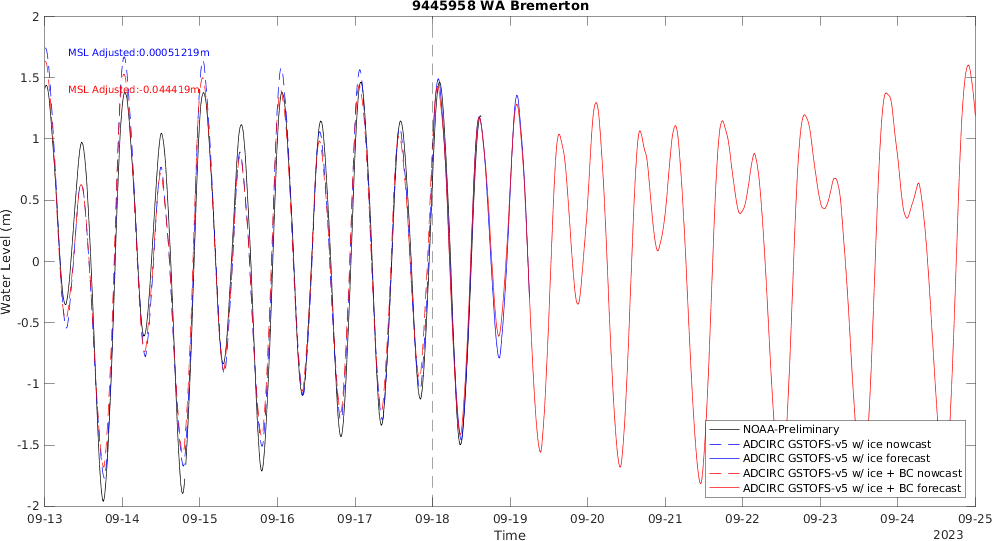 9445958 WA Bremerton
MSL Adjusted:0.00051219m
MSL Adjusted:-0.044419m
Water Level (m)
2
1.5
1
0.5
0
-0.5
-1
-1.5
-2
NOAA-Preliminary
ADCIRC GSTOFS-v5 w/ ice nowcast
ADCIRC GSTOFS-v5 w/ ice forecast
ADCIRC GSTOFS-v5 w/ ice + BC nowcast
ADCIRC GSTOFS-v5 w/ ice + BC forecast
09-13 09-14 09-15 09-16 09-17 09-18 09-19 09-20 09-21 09-22 09-23 09-24 09-25
Time
2023